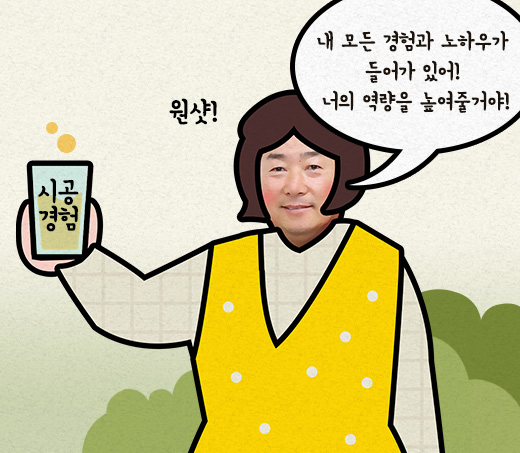 내 모든 경험과 노하우가
들어가 있어!
너의 역량을 높여줄거야!
원샷!
시공
경험